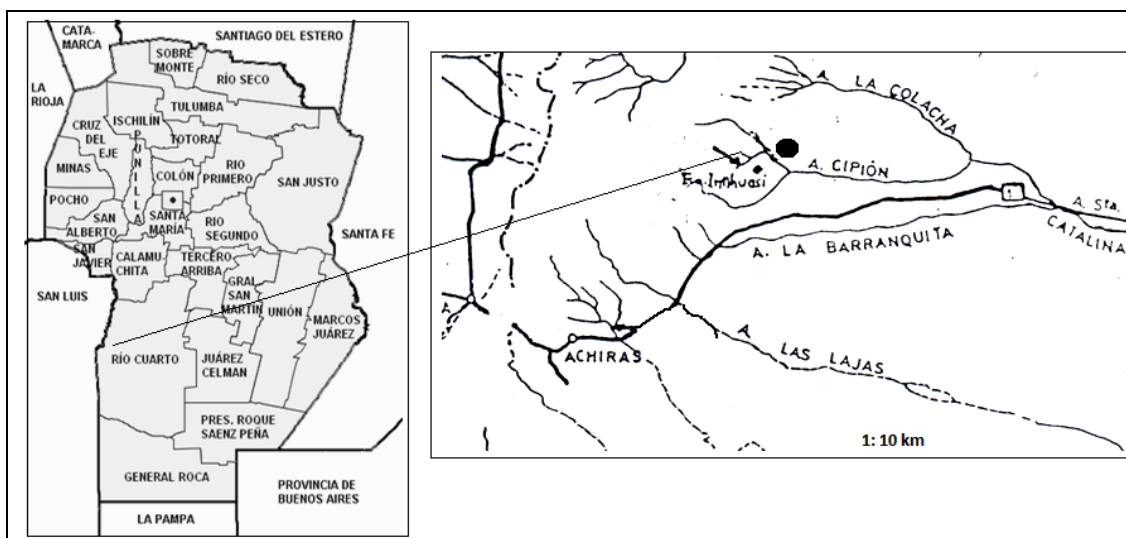 CATA-
MARCA
SANTIAGO DEL ESTERO
SOBRE
MONTE
RÍO SECO
LA
RIOJA
TULUMBA
ISCHILÍN
CRUZ
DEL
EJE
TOTORAL
PUNILLA
MINAS
COLÓN
RIO
PRIMERO
SAN JUSTO
POCHO
SAN
ALBERTO
SANTA
MARÍA
RIO
SEGUNDO
SANTA FE
SAN
JAVIER
CALAMU-
CHITA
TERCERO
ARRIBA
GRAL
SAN
MARTÍN
UNIÓN
SAN LUIS
MARCOS
JUÁREZ
RÍO CUARTO
JUÁREZ
CELMAN
PRES. ROQUE
SAENZ PEÑA
GENERAL ROCA
PROVINCIA DE
BUENOS AIRES
LA PAMPA
A. LA COLACHA
A. CIPIÓN
A. Sta.
CATALINA
A. LA BARRANQUITA
ACHIRAS
A. LAS LAJAS
1: 10 km